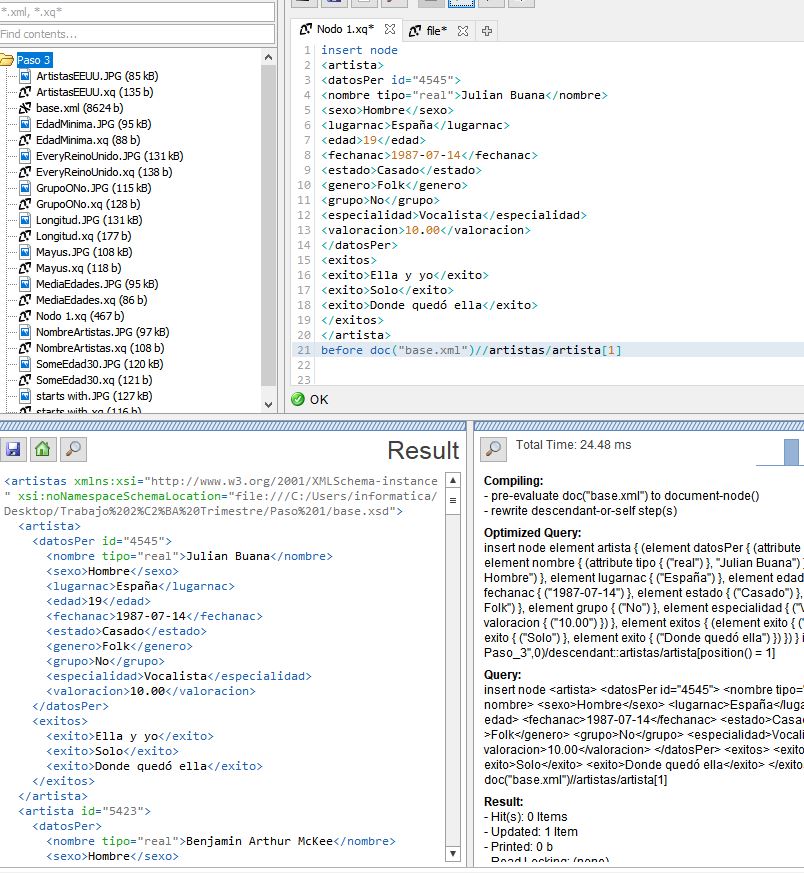 *.xml, *.xq*
Find contents...
Paso 3
ArtistasEEUU.JPG (85 kB)
ArtistasEEUU.xq (135 b)
base.xml (8624 b)
EdadMinima.JPG (95 kB)
EdadMinima.xq (88 b)
EveryReinoUnido.JPG (131 kB)
EveryReinoUnido.xq (138 b)
GrupoONo.JPG (115 kB)
GrupoONo.xq (128 b)
Longitud.JPG (131 kB)
Longitud.xq (177 b)
Mayus.JPG (108 kB)
Mayus.xq (118 b)
MediaEdades.JPG (95 kB)
MediaEdades.xq (86 b)
Nodo 1.xq (467 b)
NombreArtistas.JPG (97 kB)
NombreArtistas.xq (108 b)
SomeEdad30.JPG (120 kB)
SomeEdad30.xq (121 b)
starts with.JPG (127 kB)
starts with.xq (116 b)
Nodo 1.xq* file*
1 insert node
2 <artista>
3 <datosPer id="4545">
4 <nombre tipo="real">Julian Buana</nombre>
5 <sexo>Hombre</sexo>
6 <lugarnac>España</lugarnac>
7 <edad>19</edad>
8 <fechanac>1987-07-14</fechanac>
9 <estado>Casado</estado>
10 <genero>Folk</genero>
11 <grupo>No</grupo>
12 <especialidad>Vocalista</especialidad>
13 <valoracion>10.00</valoracion>
14 </datosPer>
15 <exitos>
16 <exito>Ella y yo</exito>
17 <exito>Solo</exito>
18 <exito>Donde quedó ella</exito>
19 </exitos>
20 </artista>
21 before doc("base.xml")//artistas/artista[1]
22
23
OK
Result
<artistas xmlns:xsi="http://www.w3.org/2001/XMLSchema-instance
" xsi:noNamespaceSchemaLocation="file:///C:/Users/informatica/
Desktop/Trabajo%202%C2%BA%20Trimestre/Paso%201/base.xsd">
<artista>
<datosPer id="4545">
<nombre tipo="real">Julian Buana</nombre>
<sexo>Hombre</sexo>
<lugarnac>España</lugarnac>
<edad>19</edad>
<fechanac>1987-07-14</fechanac>
<estado>Casado</estado>
<genero>Folk</genero>
<grupo>No</grupo>
<especialidad>Vocalista</especialidad>
<valoracion>10.00</valoracion>
</datosPer>
<exitos>
<exito>Ella y yo</exito>
<exito>Solo</exito>
<exito>Donde quedó ella</exito>
</exitos>
</artista>
<artista id="5423">
<datosPer>
<nombre tipo="real">Benjamin Arthur McKee</nombre>
<sexo>Hombre</sexo>
Total Time: 24.48 ms
Compiling:
- pre-evaluate doc("base.xml") to document-node()
- rewrite descendant-or-self step(s)
Optimized Query:
insert node element artista { (element datosPer { (attribute
element nombre { (attribute tipo { ("real") }, "Julian Buana")
Hombre") }, element lugarnac { ("España") }, element edad
fechanac { ("1987-07-14") }, element estado { ("Casado") },
Folk") }, element grupo { ("No") }, element especialidad { ("V
valoracion { ("10.00") }) }, element exitos { (element exito { ("
exito { ("Solo") }, element exito { ("Donde quedó ella") }) }) } i
Paso_3",0)/descendant::artistas/artista[position() = 1]
Query:
insert node <artista> <datosPer id="4545"> <nombre tipo="
nombre> <sexo>Hombre</sexo> <lugarnac>España</luga
edad> <fechanac>1987-07-14</fechanac> <estado>Casa
>Folk</genero> <grupo>No</grupo> <especialidad>Vocali
valoracion>10.00</valoracion> </datosPer> <exitos> <exito
exito>Solo</exito> <exito>Donde quedó ella</exito> </exito
doc("base.xml")//artistas/artista[1]
Result:
- Hit(s): 0 Items
- Updated: 1 Item
- Printed: 0 b
- Read Locking: (none)